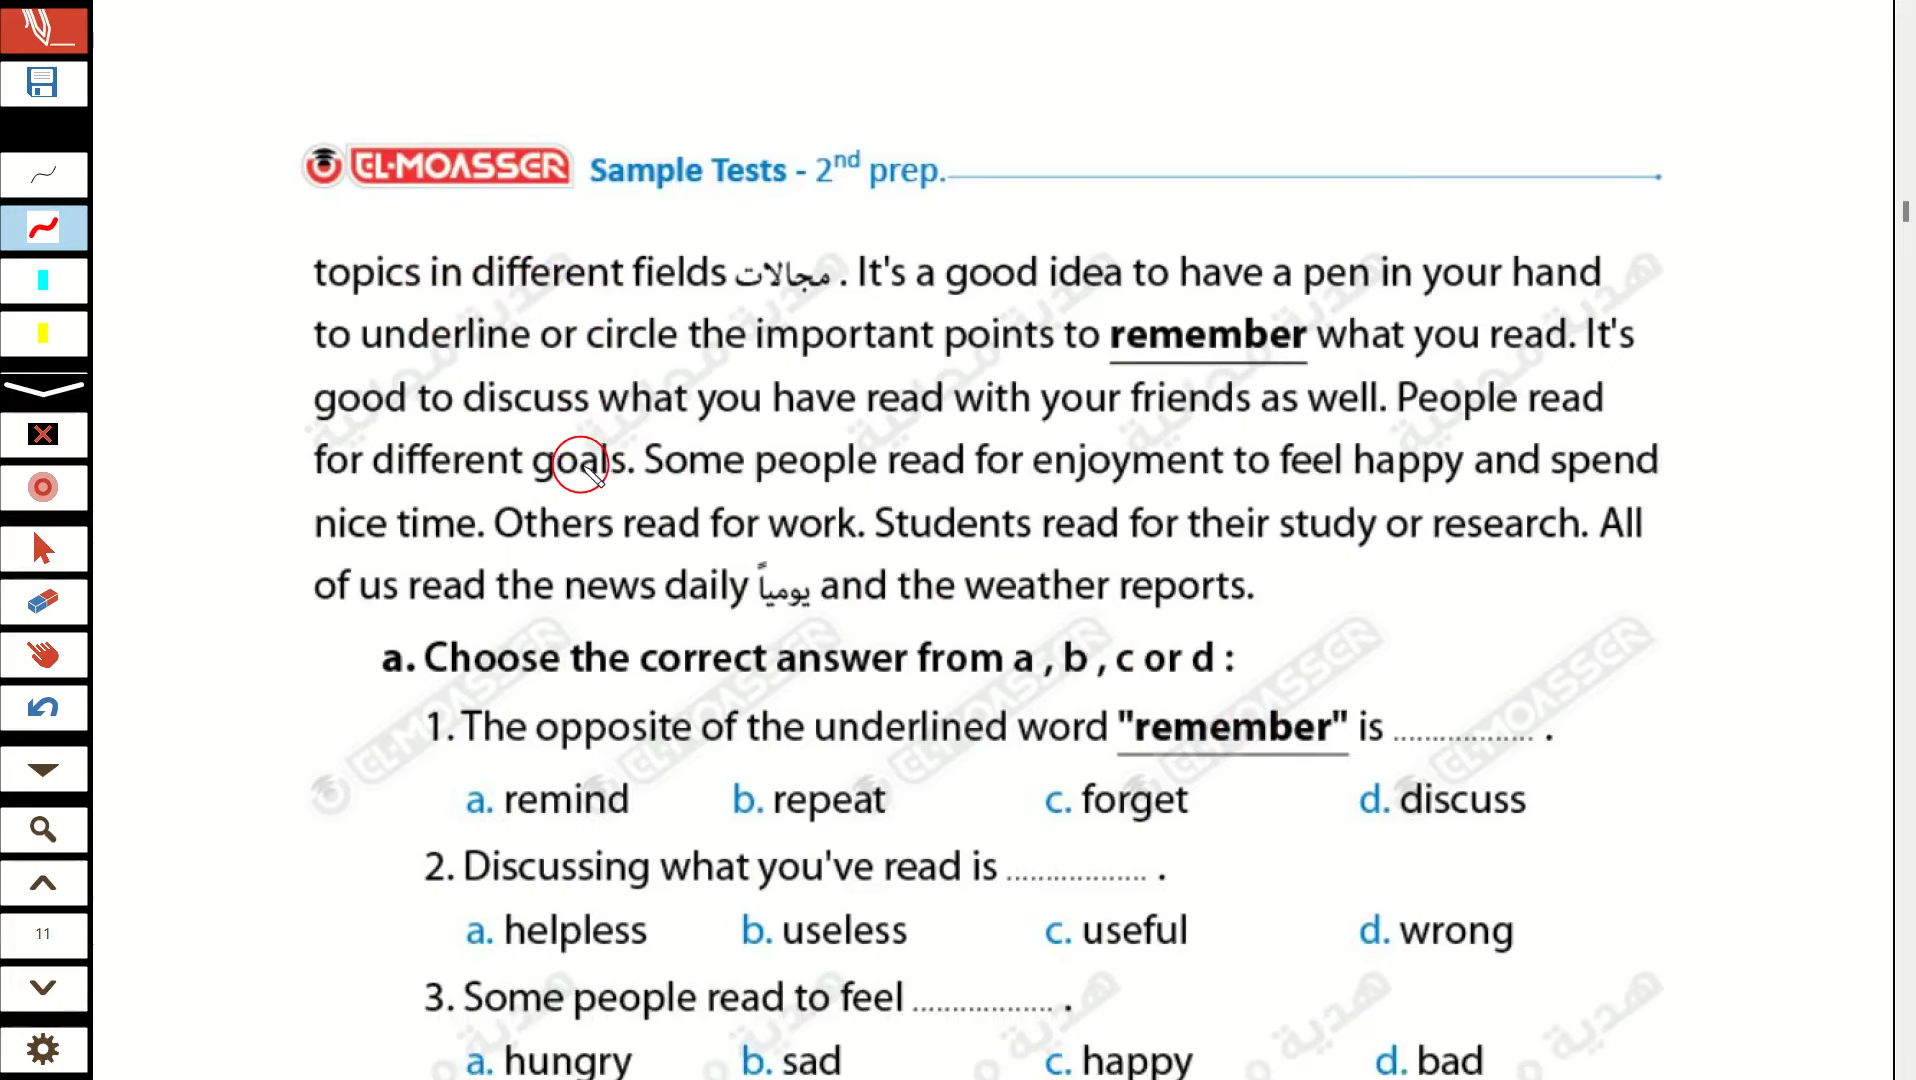 EL-MOASSER Sample Tests - 2nd prep.
topics in different fields مجالات . It's a good idea to have a pen in your hand
to underline or circle the important points to remember what you read. It's
good to discuss what you have read with your friends as well. People read
for different goals. Some people read for enjoyment to feel happy and spend
nice time. Others read for work. Students read for their study or research. All
of us read the news daily يومياً and the weather reports.
a. Choose the correct answer from a , b , c or d :
1. The opposite of the underlined word "remember" is .................. .
a. remind b. repeat c. forget d. discuss
2. Discussing what you've read is .................. .
a. helpless b. useless c. useful d. wrong
3. Some people read to feel .................. .
a. hungry b. sad c. happy d. bad
11
هدية مجانية
EL-MOASSER